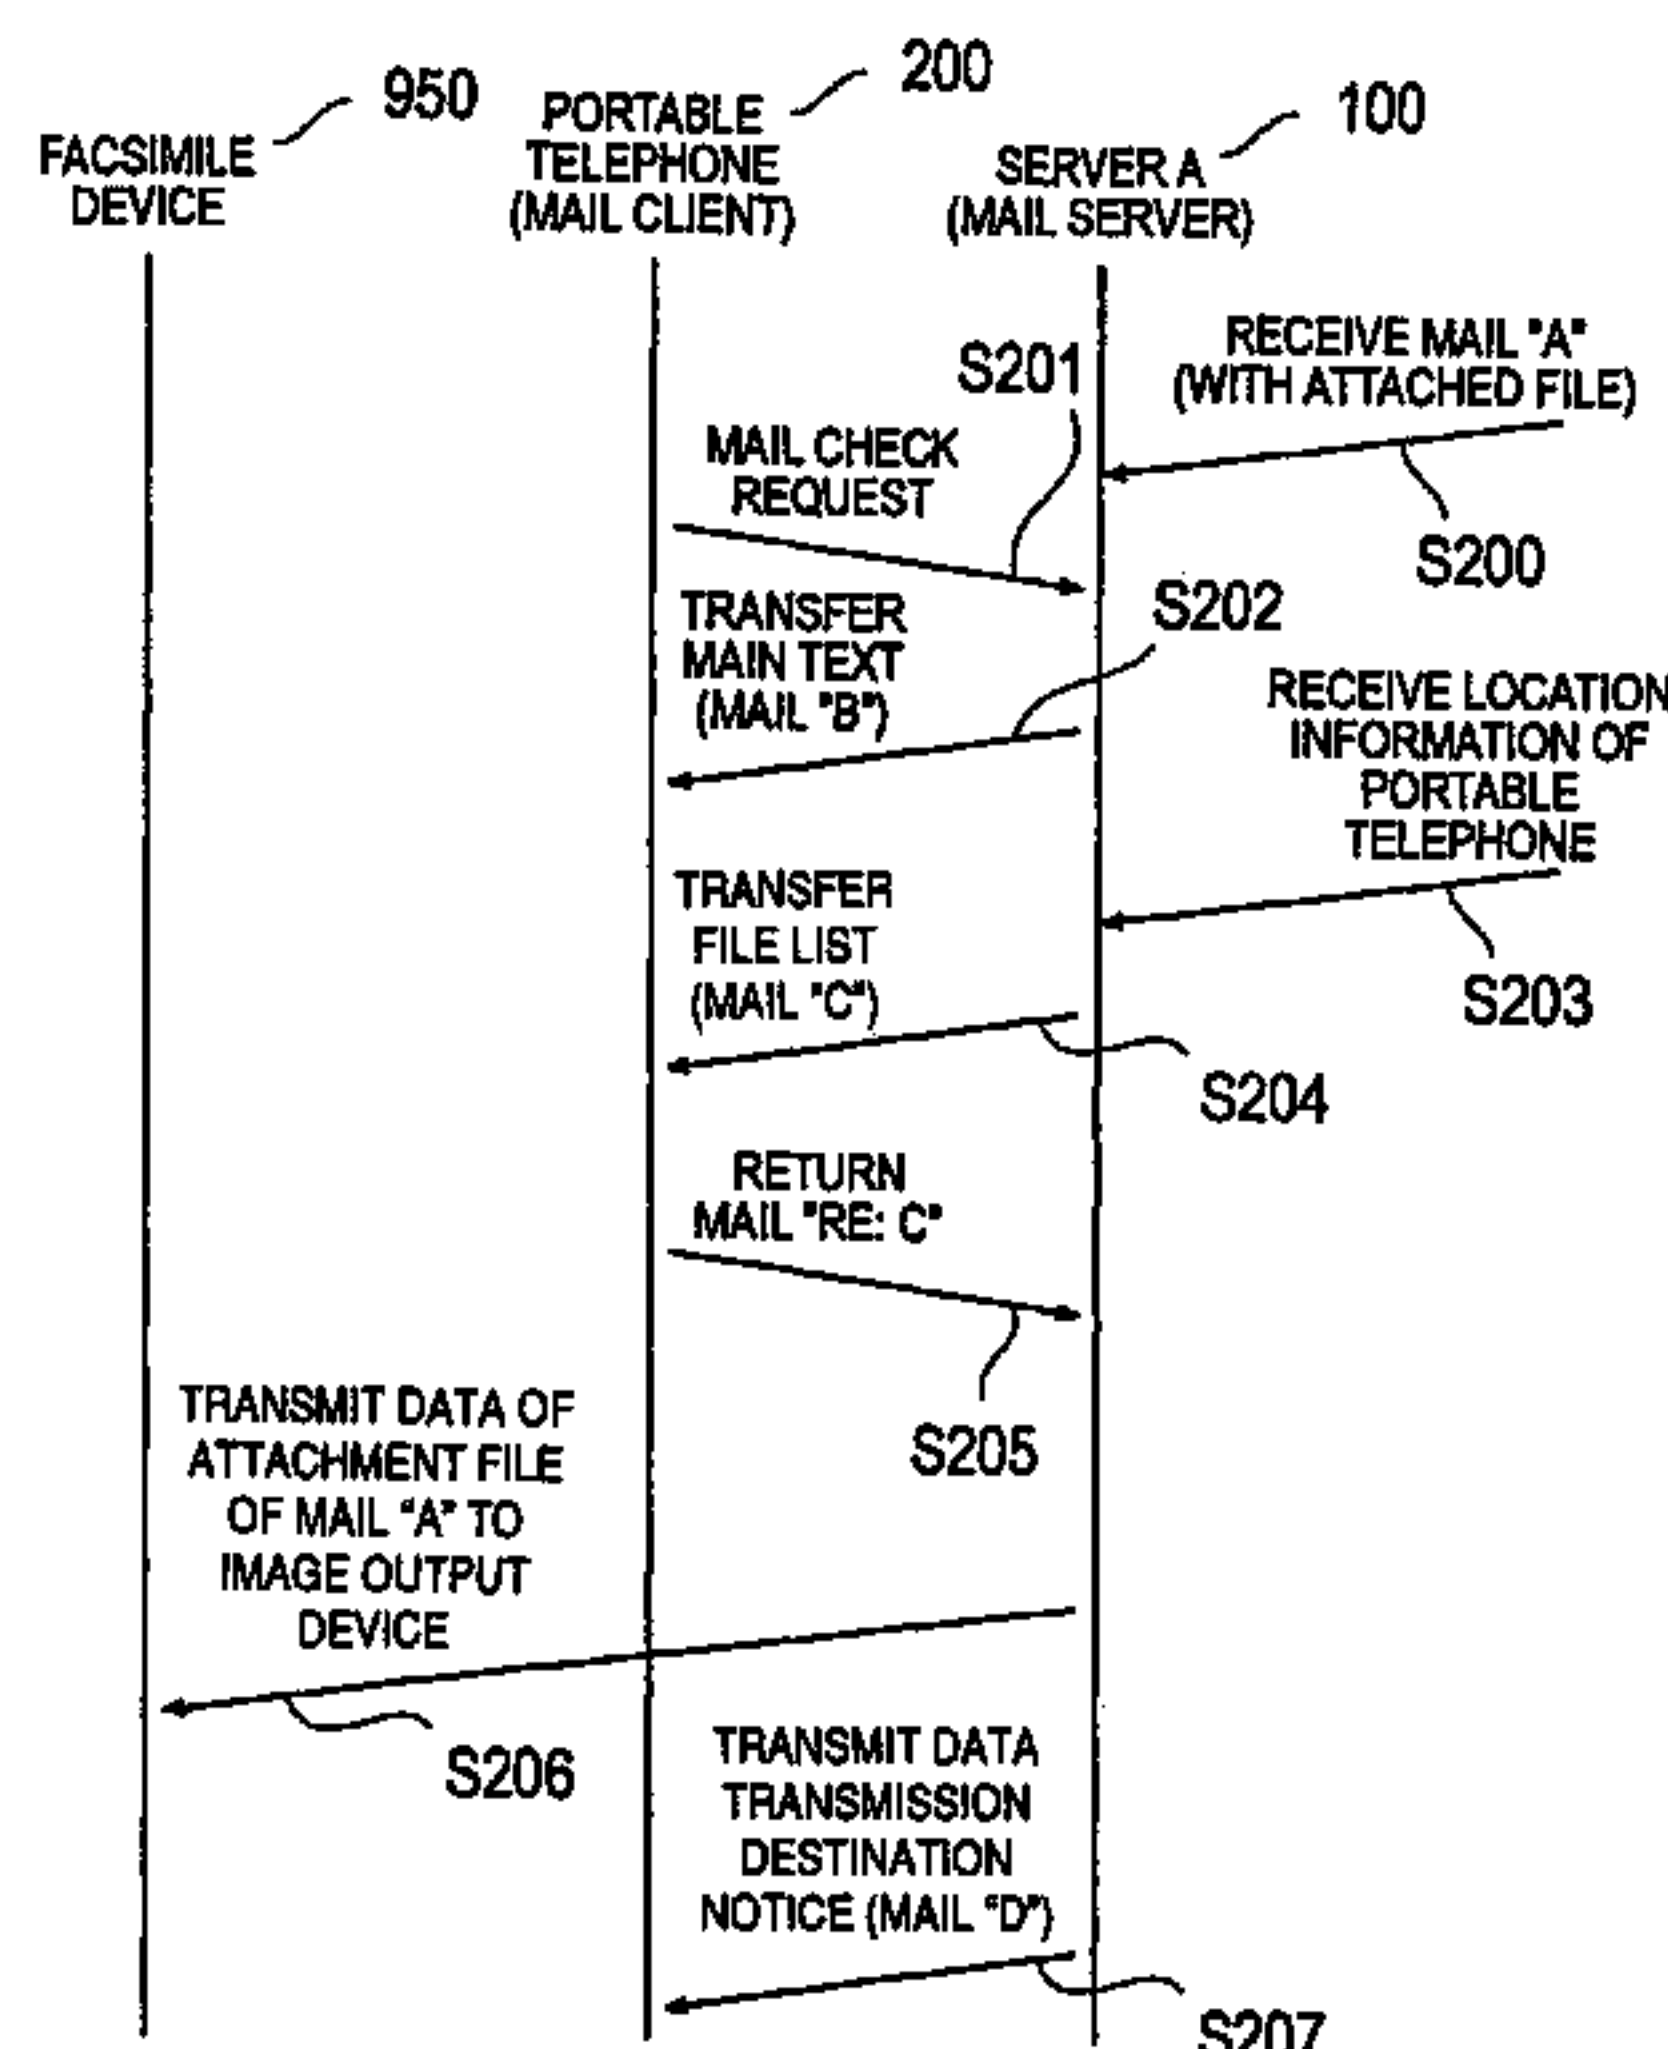 950
FACSIMILE
DEVICE
200
PORTABLE
TELEPHONE
(MAIL CLIENT)
100
SERVER A
(MAIL SERVER)
RECEIVE MAIL "A"
(WITH ATTACHED FILE)
S200
S201
MAIL CHECK
REQUEST
S202
TRANSFER
MAIN TEXT
(MAIL "B")
RECEIVE LOCATION
INFORMATION OF
PORTABLE
TELEPHONE
S203
TRANSFER
FILE LIST
(MAIL "C")
S204
RETURN
MAIL "RE: C"
S205
TRANSMIT DATA OF
ATTACHMENT FILE
OF MAIL "A" TO
IMAGE OUTPUT
DEVICE
S206
TRANSMIT DATA
TRANSMISSION
DESTINATION
NOTICE (MAIL "D")
S207